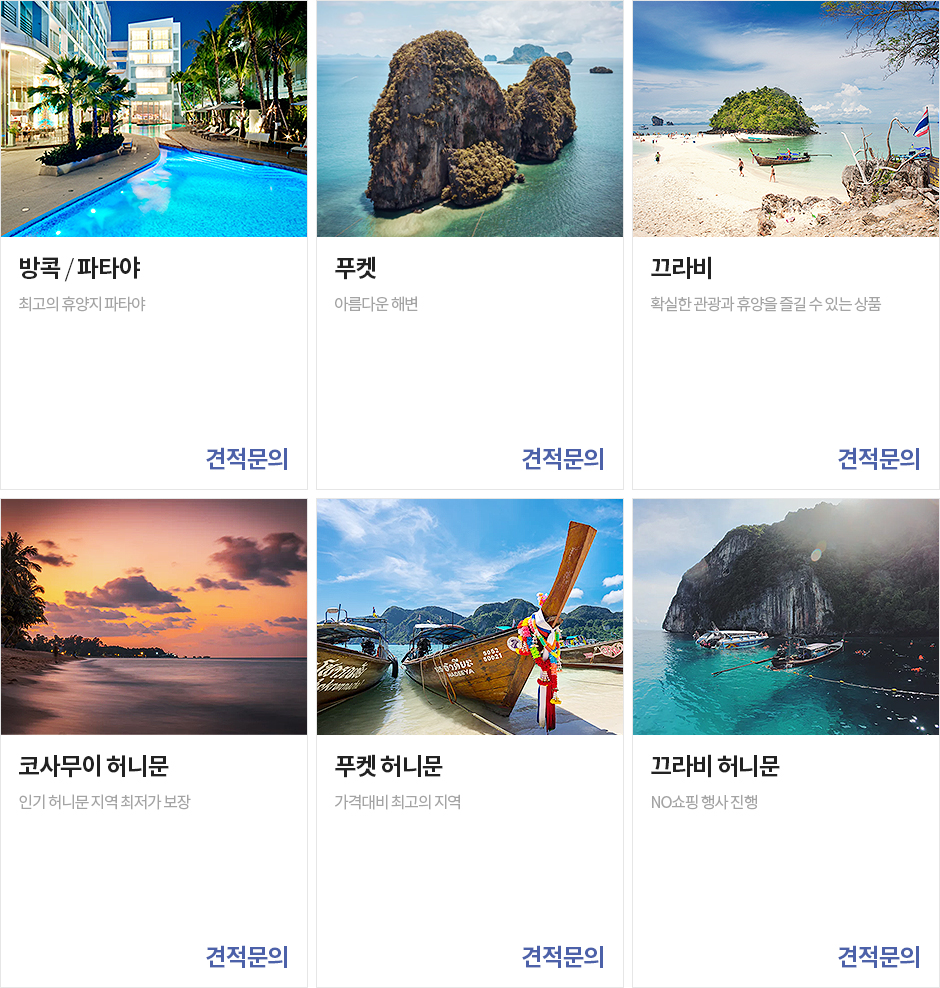 방콕 / 파타야
최고의 휴양지 파타야
견적문의
푸켓
아름다운 해변
견적문의
끄라비
확실한 관광과 휴양을 즐길 수 있는 상품
견적문의
코사무이 허니문
인기 허니문 지역 최저가 보장
견적문의
푸켓 허니문
가격대비 최고의 지역
견적문의
끄라비 허니문
NO쇼핑 행사 진행
견적문의